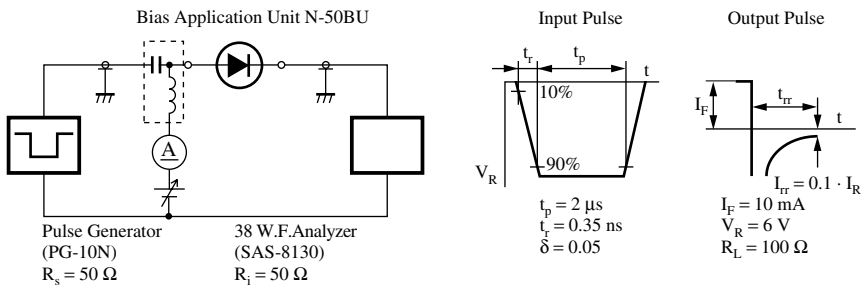 Bias Application Unit N-50BU
A
Pulse Generator
(PG-10N)
R_s = 50 Ω
38 W.F.Analyzer
(SAS-8130)
R_i = 50 Ω
Input Pulse
t_r
t_p
t
10%
90%
V_R
t_p = 2 μs
t_r = 0.35 ns
δ = 0.05
Output Pulse
I_F
t_rr
t
I_rr = 0.1 · I_R
I_F = 10 mA
V_R = 6 V
R_L = 100 Ω